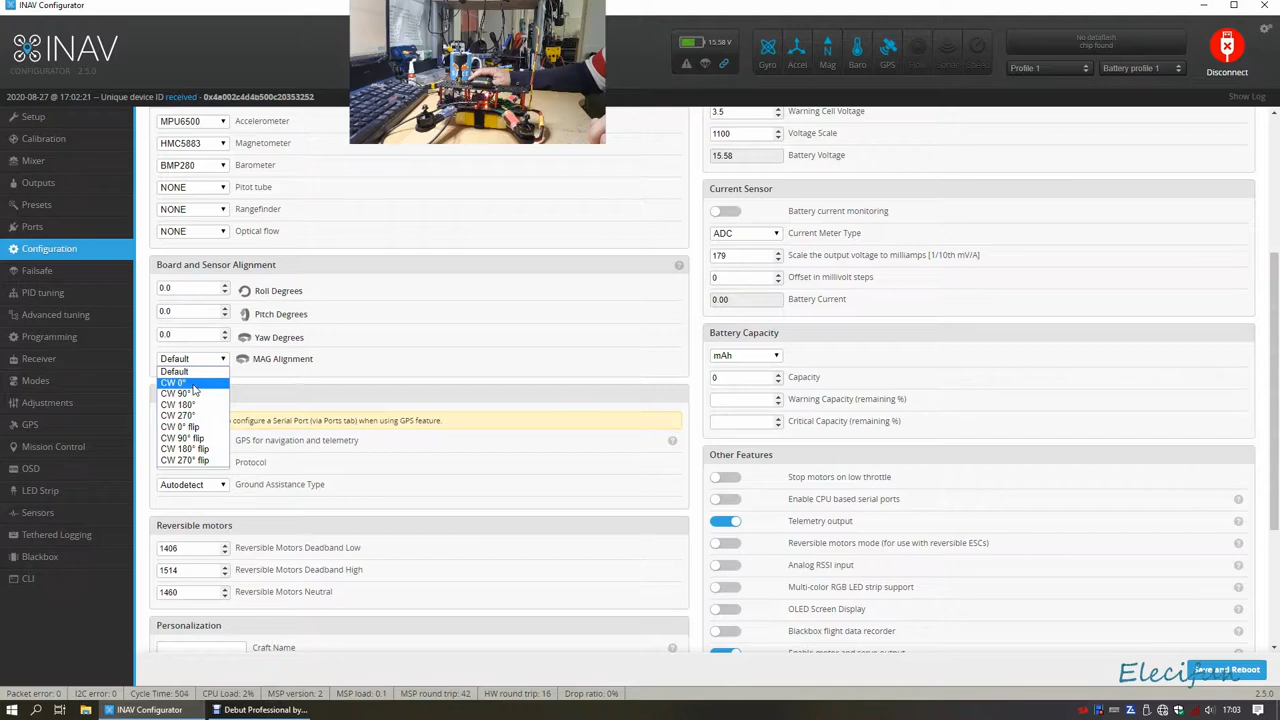 INAV Configurator
INAV
CONFIGURATOR 2.5.0
15.58 V
Gyro
Accel
Mag
Baro
GPS
Sonar
Speed
No dataflash
chip found
Profile 1
Battery profile 1
Disconnect
2020-08-27 @ 17:02:21 -- Unique device ID received - 0x4a002c4d4b500c20353252
Show Log
Setup
Calibration
Mixer
Outputs
Presets
Ports
Configuration
Failsafe
PID tuning
Advanced tuning
Programming
Receiver
Modes
Adjustments
GPS
Mission Control
OSD
LED Strip
Sensors
Tethered Logging
Blackbox
CLI
MPU6500 Accelerometer
HMC5883 Magnetometer
BMP280 Barometer
NONE Pitot tube
NONE Rangefinder
NONE Optical flow
Board and Sensor Alignment
0.0 Roll Degrees
0.0 Pitch Degrees
0.0 Yaw Degrees
Default MAG Alignment
Default
CW 0°
CW 90°
CW 180°
CW 270°
CW 0° flip
CW 90° flip
CW 180° flip
CW 270° flip
configure a Serial Port (via Ports tab) when using GPS feature.
GPS for navigation and telemetry
Protocol
Autodetect Ground Assistance Type
Reversible motors
1406 Reversible Motors Deadband Low
1514 Reversible Motors Deadband High
1460 Reversible Motors Neutral
Personalization
Craft Name
3.5 Warning Cell Voltage
1100 Voltage Scale
15.58 Battery Voltage
Current Sensor
Battery current monitoring
ADC Current Meter Type
179 Scale the output voltage to milliamps [1/10th mV/A]
0 Offset in millivolt steps
0.00 Battery Current
Battery Capacity
mAh
0 Capacity
Warning Capacity (remaining %)
Critical Capacity (remaining %)
Other Features
Stop motors on low throttle
Enable CPU based serial ports
Telemetry output
Reversible motors mode (for use with reversible ESCs)
Analog RSSI input
Multi-color RGB LED strip support
OLED Screen Display
Blackbox flight data recorder
Enable motor and servo output
Save and Reboot
Packet error: 0
I2C error: 0
Cycle Time: 504
CPU Load: 2%
MSP version: 2
MSP load: 0.1
MSP round trip: 42
HW round trip: 16
Drop ratio: 0%
2.5.0
INAV Configurator
Debut Professional by...
17:03